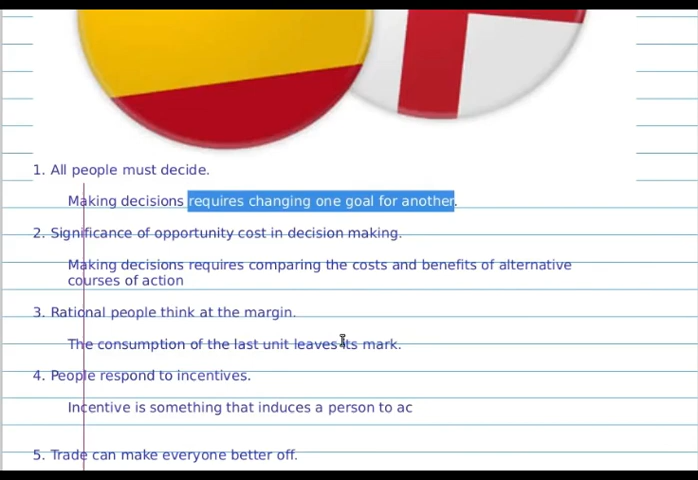 1. All people must decide.
Making decisions requires changing one goal for another.
2. Significance of opportunity cost in decision making.
Making decisions requires comparing the costs and benefits of alternative
courses of action
3. Rational people think at the margin.
The consumption of the last unit leaves its mark.
4. People respond to incentives.
Incentive is something that induces a person to ac
5. Trade can make everyone better off.